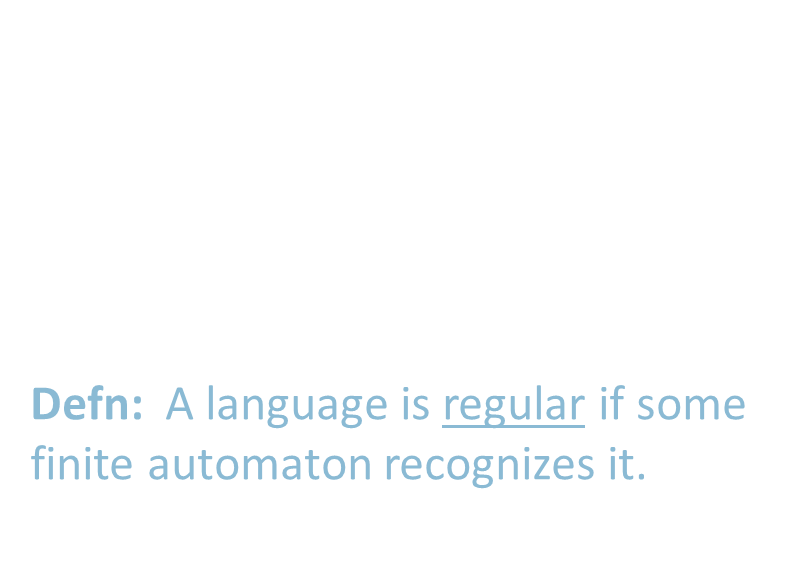 Defn: A language is regular if some
finite automaton recognizes it.